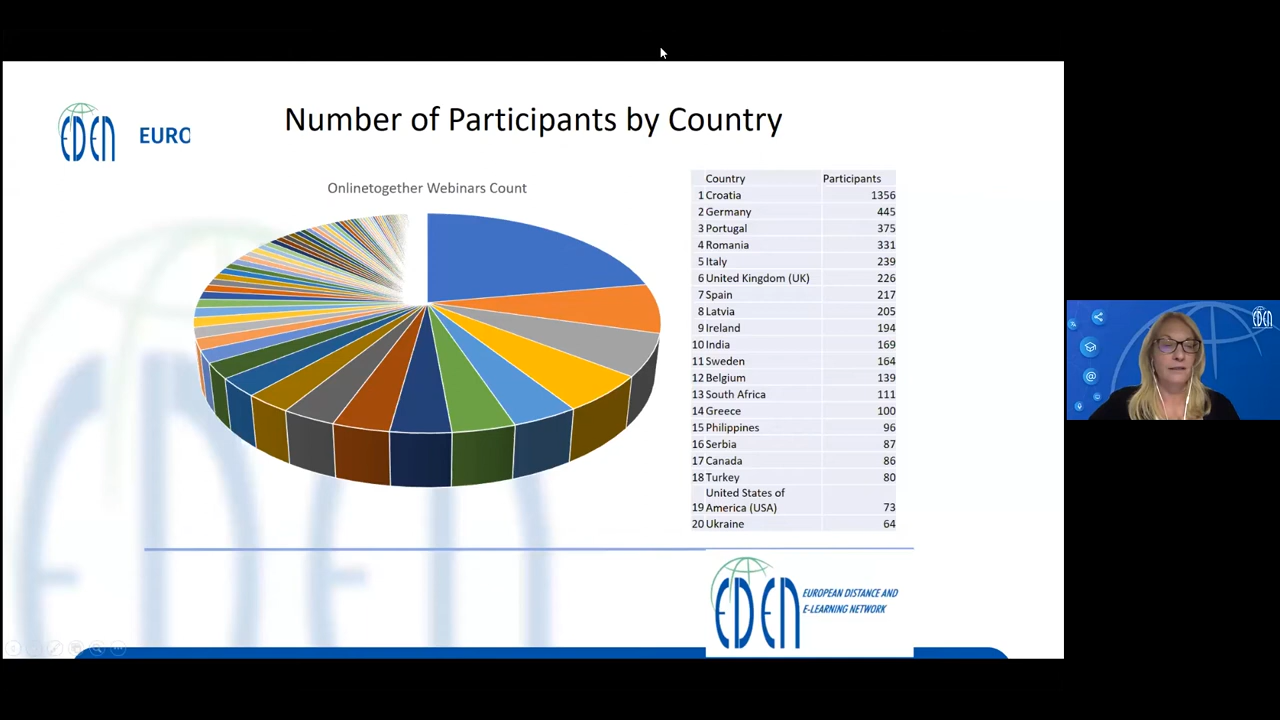 EDEN
EURO
Number of Participants by Country
Onlinetogether Webinars Count
Country Participants
1 Croatia 1356
2 Germany 445
3 Portugal 375
4 Romania 331
5 Italy 239
6 United Kingdom (UK) 226
7 Spain 217
8 Latvia 205
9 Ireland 194
10 India 169
11 Sweden 164
12 Belgium 139
13 South Africa 111
14 Greece 100
15 Philippines 96
16 Serbia 87
17 Canada 86
18 Turkey 80
United States of
19 America (USA) 73
20 Ukraine 64
EDEN
EDEN
EUROPEAN DISTANCE AND
E-LEARNING NETWORK
EDEN
@